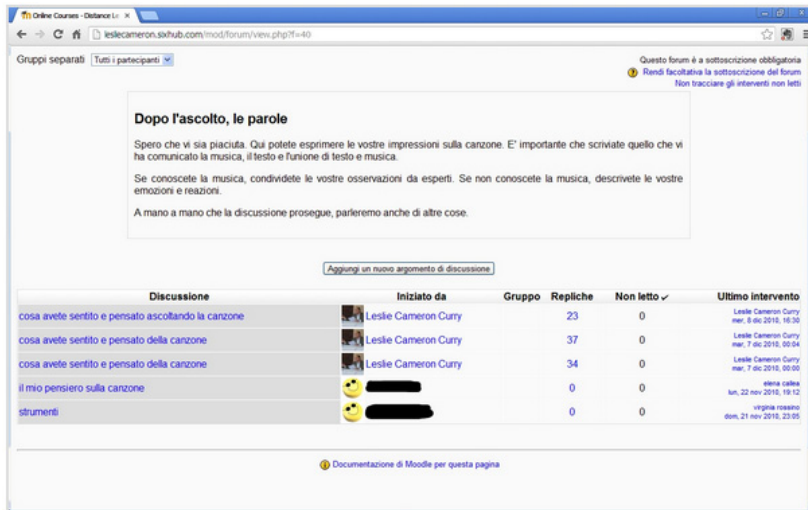 Online Courses - Distance Le
leslecameron.sixhub.com/mod/forum/view.php?f=40
Gruppi separati Tutti i partecipanti
Questo forum è a sottoscrizione obbligatoria
Rendi facoltativa la sottoscrizione del forum
Non tracciare gli interventi non letti
Dopo l'ascolto, le parole
Spero che vi sia piaciuta. Qui potete esprimere le vostre impressioni sulla canzone. E' importante che scriviate quello che vi
ha comunicato la musica, il testo e l'unione di testo e musica.
Se conoscete la musica, condividete le vostre osservazioni da esperti. Se non conoscete la musica, descrivete le vostre
emozioni e reazioni.
A mano a mano che la discussione prosegue, parleremo anche di altre cose.
Aggiungi un nuovo argomento di discussione
Discussione Iniziato da Gruppo Repliche Non letto ✓ Ultimo intervento
cosa avete sentito e pensato ascoltando la canzone Leslie Cameron Curry 23 0 Leslie Cameron Curry
mer, 8 dic 2010, 16:30
cosa avete sentito e pensato della canzone Leslie Cameron Curry 37 0 Leslie Cameron Curry
mar, 7 dic 2010, 00:04
cosa avete sentito e pensato della canzone Leslie Cameron Curry 34 0 Leslie Cameron Curry
mar, 7 dic 2010, 00:00
il mio pensiero sulla canzone 0 0 elena cailea
lun, 22 nov 2010, 19:12
strumenti 0 0 virginia rossino
dom, 21 nov 2010, 23:05
Documentazione di Moodle per questa pagina